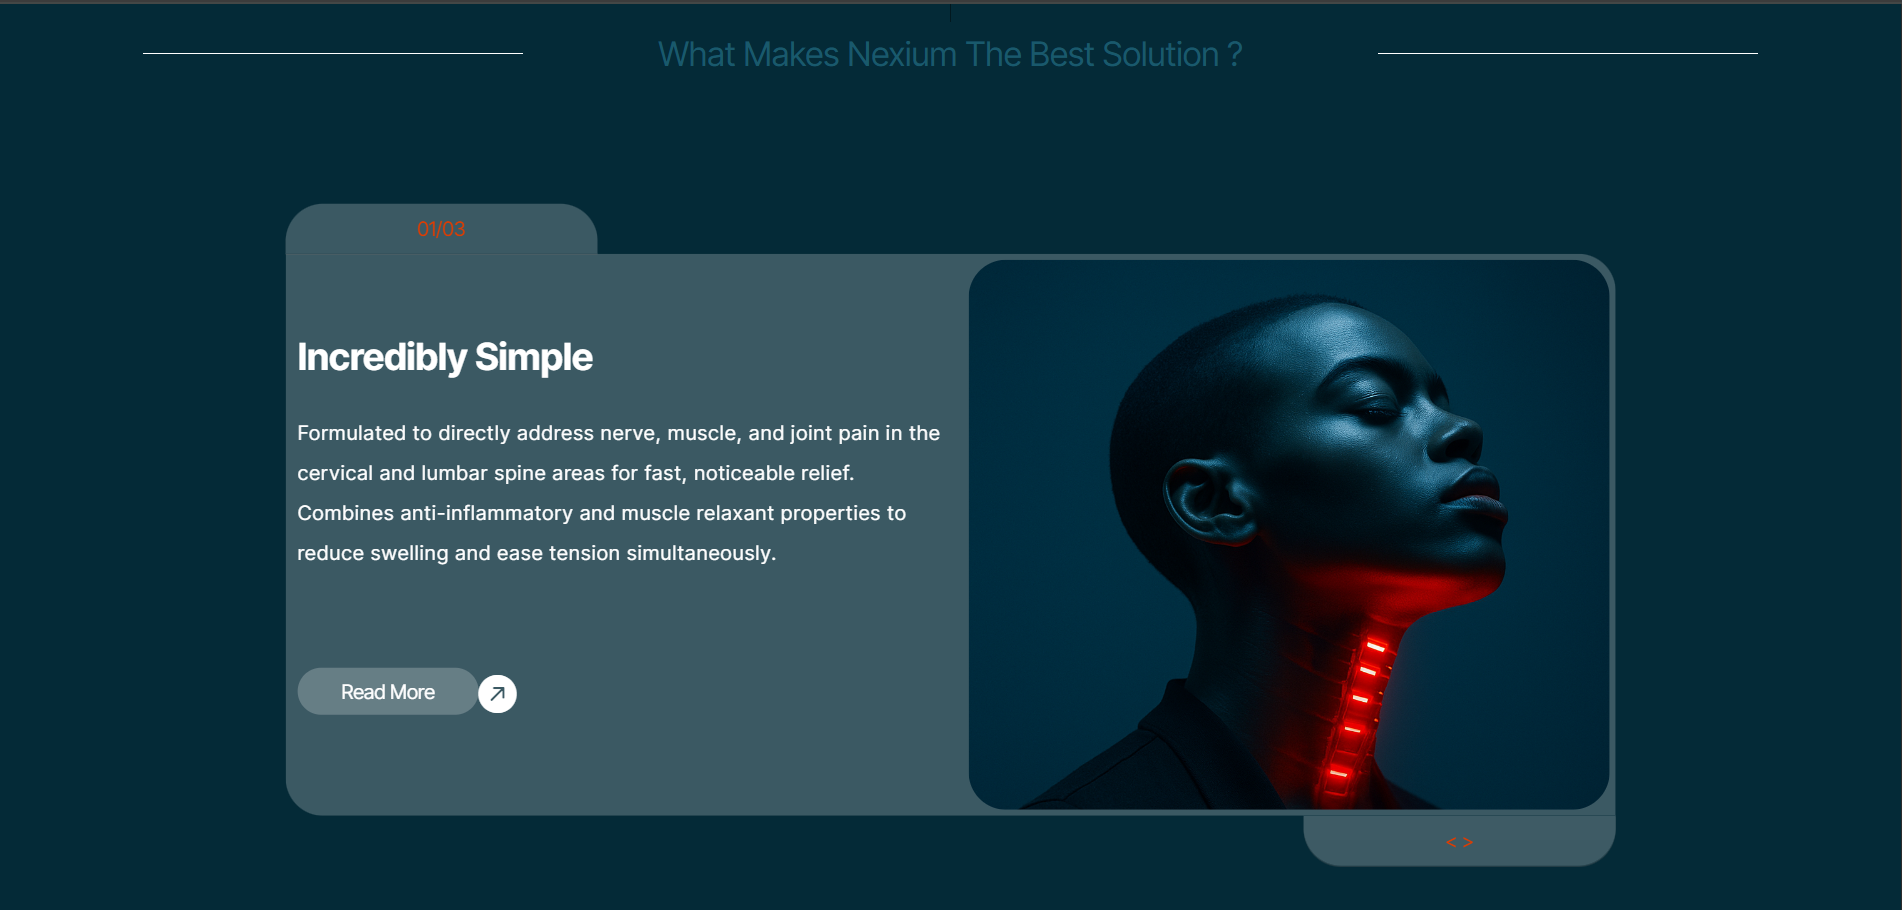 What Makes Nexium The Best Solution ?
01/03
Incredibly Simple
Formulated to directly address nerve, muscle, and joint pain in the
cervical and lumbar spine areas for fast, noticeable relief.
Combines anti-inflammatory and muscle relaxant properties to
reduce swelling and ease tension simultaneously.
Read More
< >